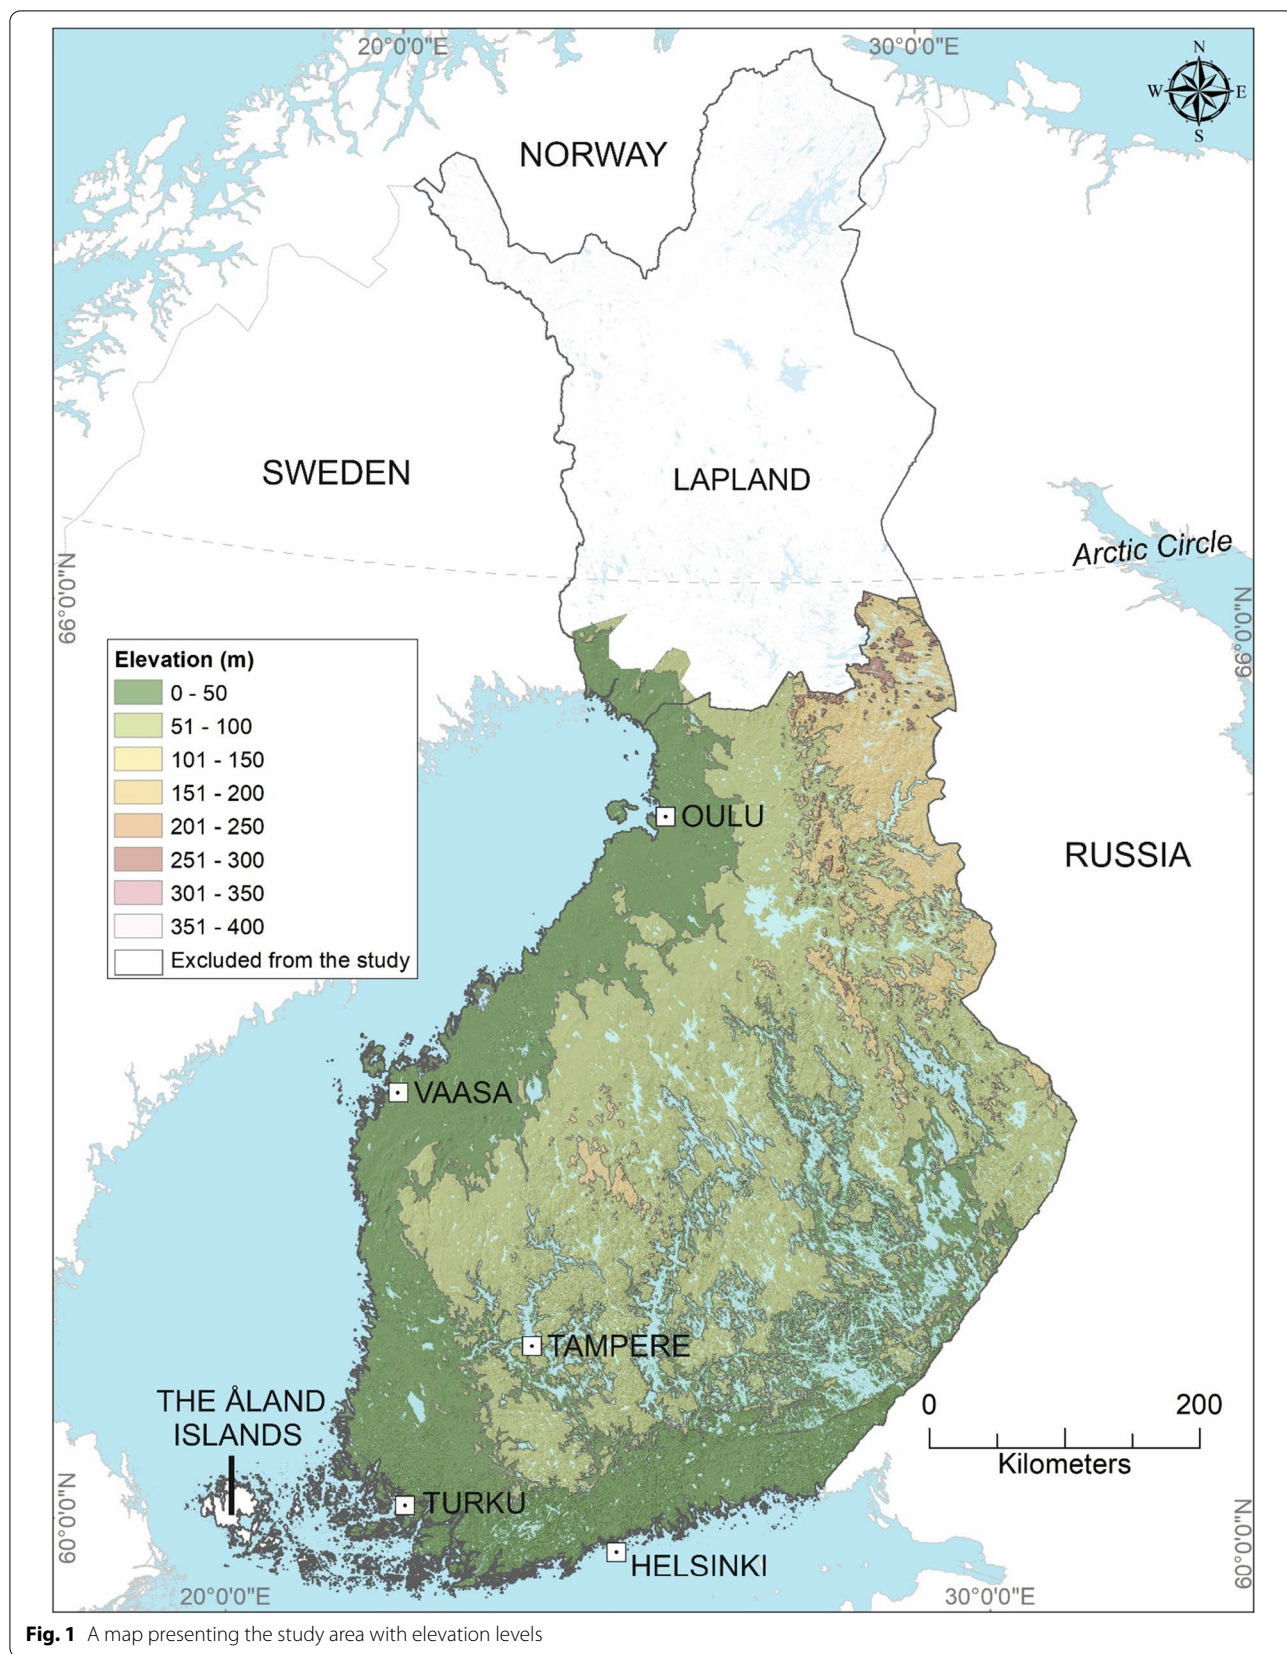 20°0'0"E
30°0'0"E
N
W
E
S
NORWAY
SWEDEN
LAPLAND
Arctic Circle
66°0'0"N
66°0'0"N
Elevation (m)
0 - 50
51 - 100
101 - 150
151 - 200
201 - 250
251 - 300
301 - 350
351 - 400
Excluded from the study
OULU
RUSSIA
VAASA
TAMPERE
THE ÅLAND
ISLANDS
0
200
Kilometers
TURKU
HELSINKI
60°0'0"N
60°0'0"N
20°0'0"E
30°0'0"E
Fig. 1 A map presenting the study area with elevation levels